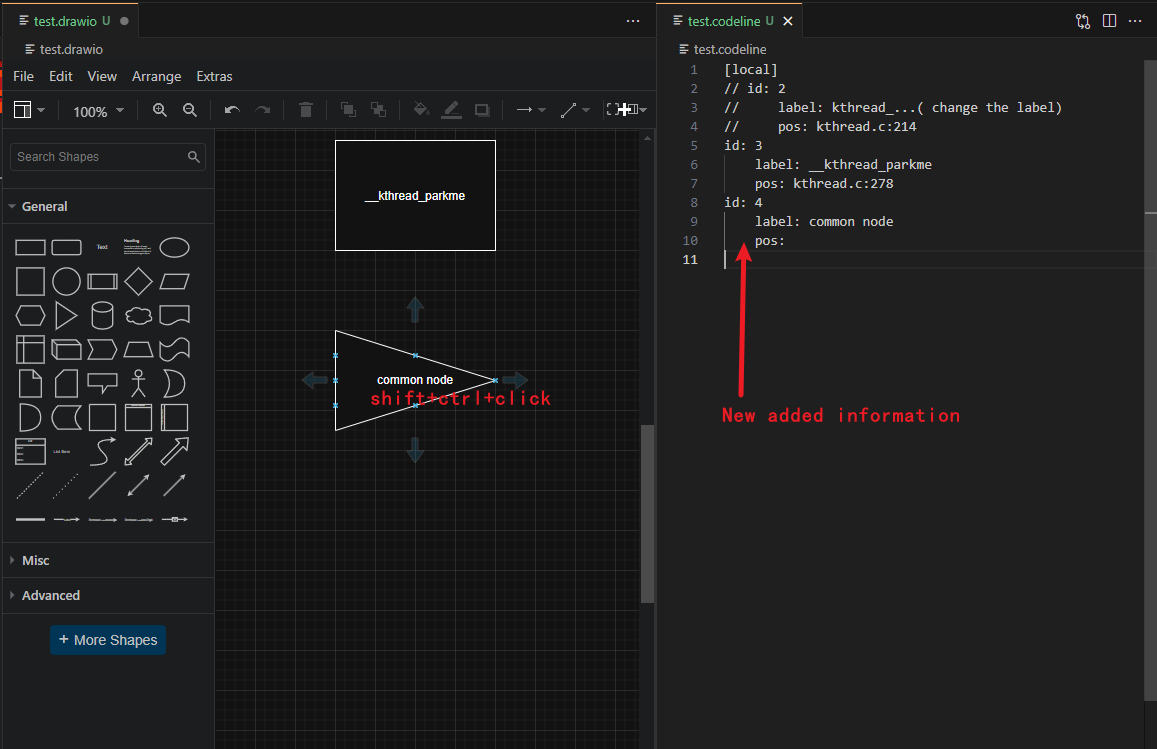 test.drawio U
test.drawio
File Edit View Arrange Extras
100%
Search Shapes
General
Text
Heading
List Item
Misc
Advanced
+ More Shapes
__kthread_parkme
common node
shift+ctrl+click
test.codeline U
test.codeline
1 [local]
2 // id: 2
3 //     label: kthread_...( change the label)
4 //     pos: kthread.c:214
5 id: 3
6     label: __kthread_parkme
7     pos: kthread.c:278
8 id: 4
9     label: common node
10     pos:
11
New added information